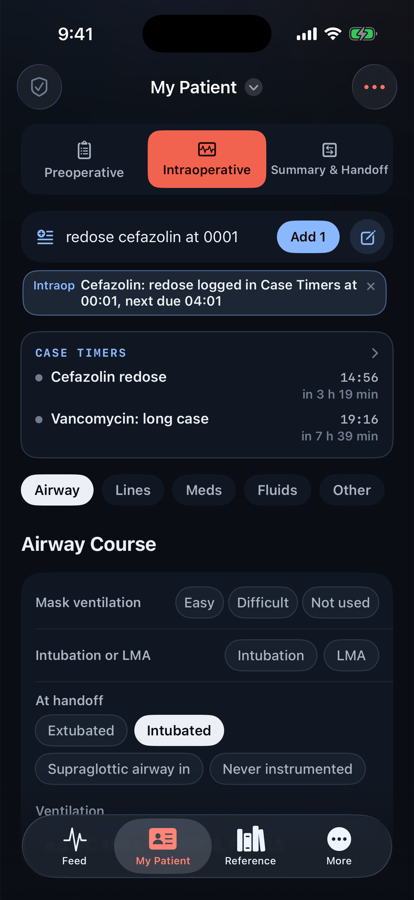 9:41
My Patient
Preoperative
Intraoperative
Summary & Handoff
redose cefazolin at 0001
Add 1
Intraop Cefazolin: redose logged in Case Timers at
00:01, next due 04:01
CASE TIMERS
Cefazolin redose 14:56
in 3 h 19 min
Vancomycin: long case 19:16
in 7 h 39 min
Airway Lines Meds Fluids Other
Airway Course
Mask ventilation Easy Difficult Not used
Intubation or LMA Intubation LMA
At handoff
Extubated Intubated
Supraglottic airway in Never instrumented
Ventilation
Feed My Patient Reference More